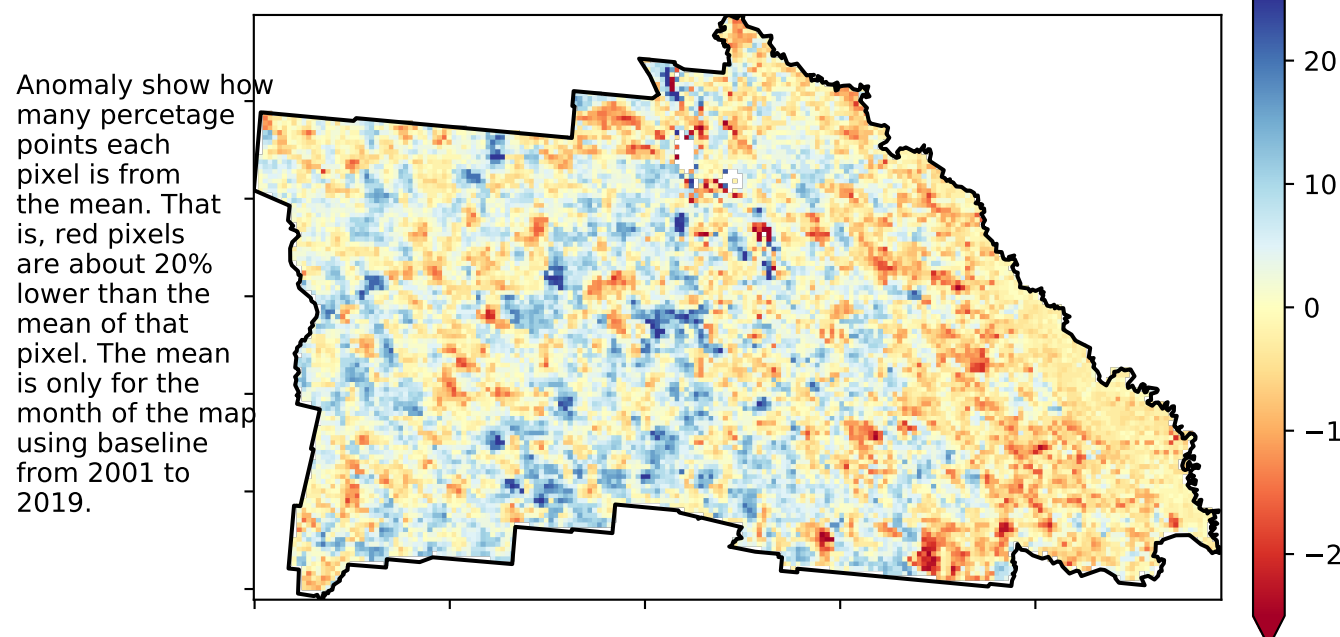 Anomaly show how
many percetage
points each
pixel is from
the mean. That
is, red pixels
are about 20%
lower than the
mean of that
pixel. The mean
is only for the
month of the map
using baseline
from 2001 to
2019.
20
10
0
−1
−2